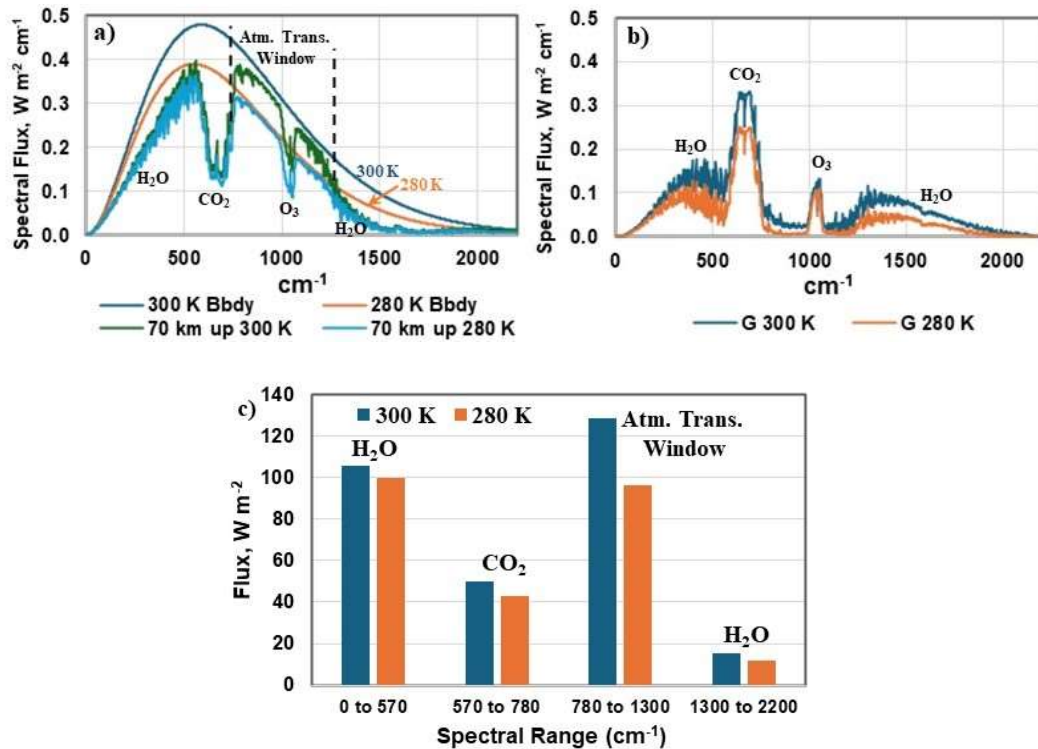 a)
Atm. Trans.
Window
Spectral Flux, W m⁻² cm⁻¹
0.5
0.4
0.3
0.2
0.1
0.0
H₂O
CO₂
O₃
H₂O
300 K
280 K
0 500 1000 1500 2000
cm⁻¹
300 K Bbdy 280 K Bbdy
70 km up 300 K 70 km up 280 K
b)
Spectral Flux, W m⁻² cm⁻¹
0.5
0.4
0.3
0.2
0.1
0.0
CO₂
H₂O
O₃
H₂O
0 500 1000 1500 2000
cm⁻¹
G 300 K G 280 K
c)
300 K 280 K
Flux, W m⁻²
140
120
100
80
60
40
20
0
H₂O
CO₂
Atm. Trans.
Window
H₂O
0 to 570 570 to 780 780 to 1300 1300 to 2200
Spectral Range (cm⁻¹)